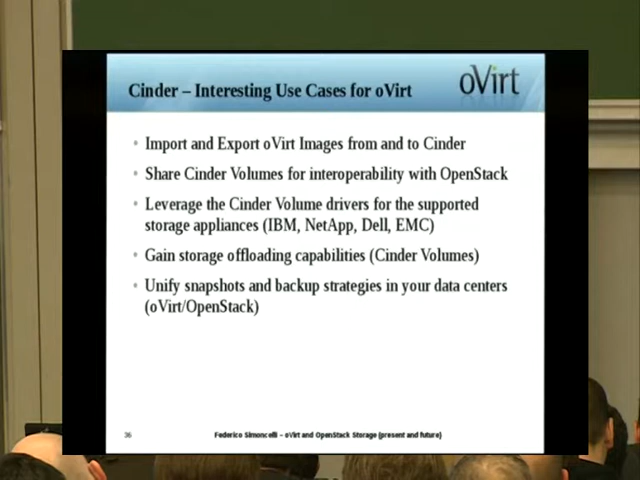 Cinder – Interesting Use Cases for oVirt
oVirt
Import and Export oVirt Images from and to Cinder
Share Cinder Volumes for interoperability with OpenStack
Leverage the Cinder Volume drivers for the supported
storage appliances (IBM, NetApp, Dell, EMC)
Gain storage offloading capabilities (Cinder Volumes)
Unify snapshots and backup strategies in your data centers
(oVirt/OpenStack)
36
Federico Simoncelli – oVirt and OpenStack Storage (present and future)